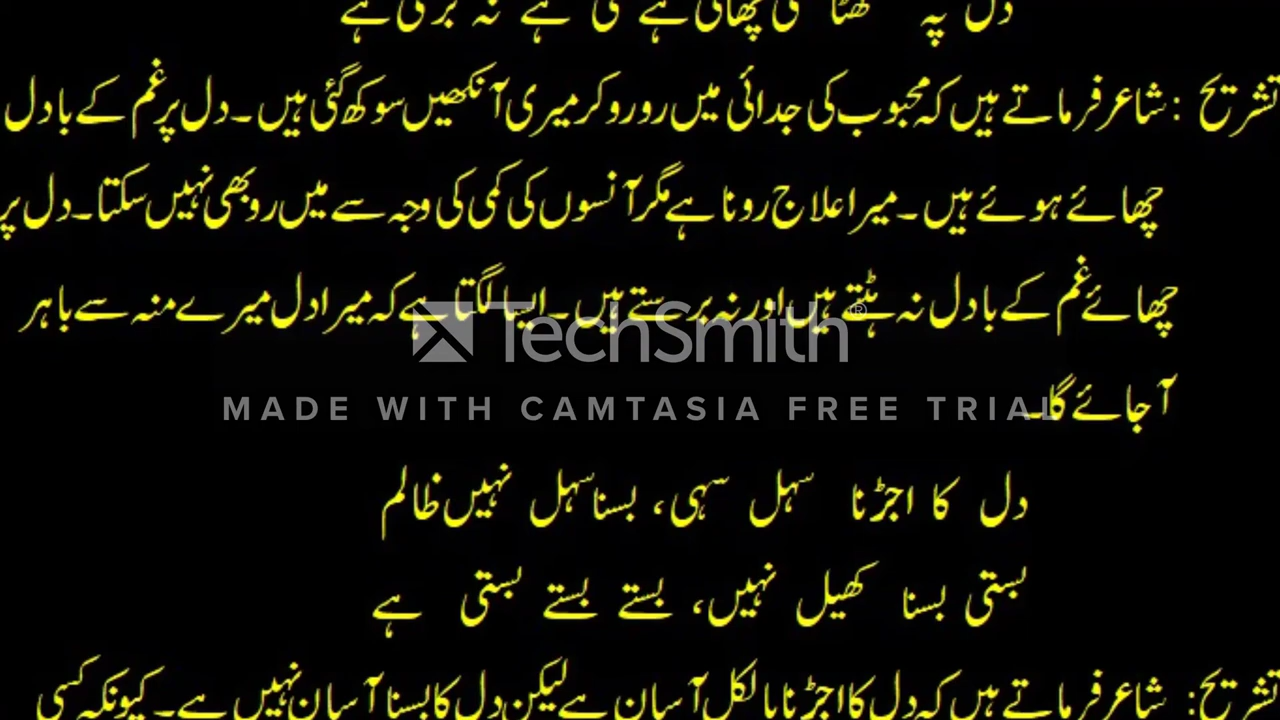 دل پہ گھٹا سی چھائی ہے کھلتی ہے نہ برستی ہے
تشریح : شاعر فرماتے ہیں کہ محبوب کی جدائی میں رو رو کر میری آنکھیں سوکھ گئی ہیں۔ دل پر غم کے بادل
چھائے ہوئے ہیں۔ میرا علاج رونا ہے مگر آنسوں کی کمی کی وجہ سے میں رو بھی نہیں سکتا۔ دل پر
چھائے غم کے بادل نہ ہٹتے ہیں اور نہ برستے ہیں۔ ایسا لگتا ہے کہ میرا دل میرے منہ سے باہر
TechSmith®
آ جائے گا۔
MADE WITH CAMTASIA FREE TRIAL
دل کا اجڑنا سہل سہی، بسنا سہل نہیں ظالم
بستی بسنا کھیل نہیں، بستے بستے بستی ہے
تشریح: شاعر فرماتے ہیں کہ دل کا اجڑنا بالکل آسان ہے لیکن دل کا بسنا آسان نہیں ہے۔ کیونکہ کسی